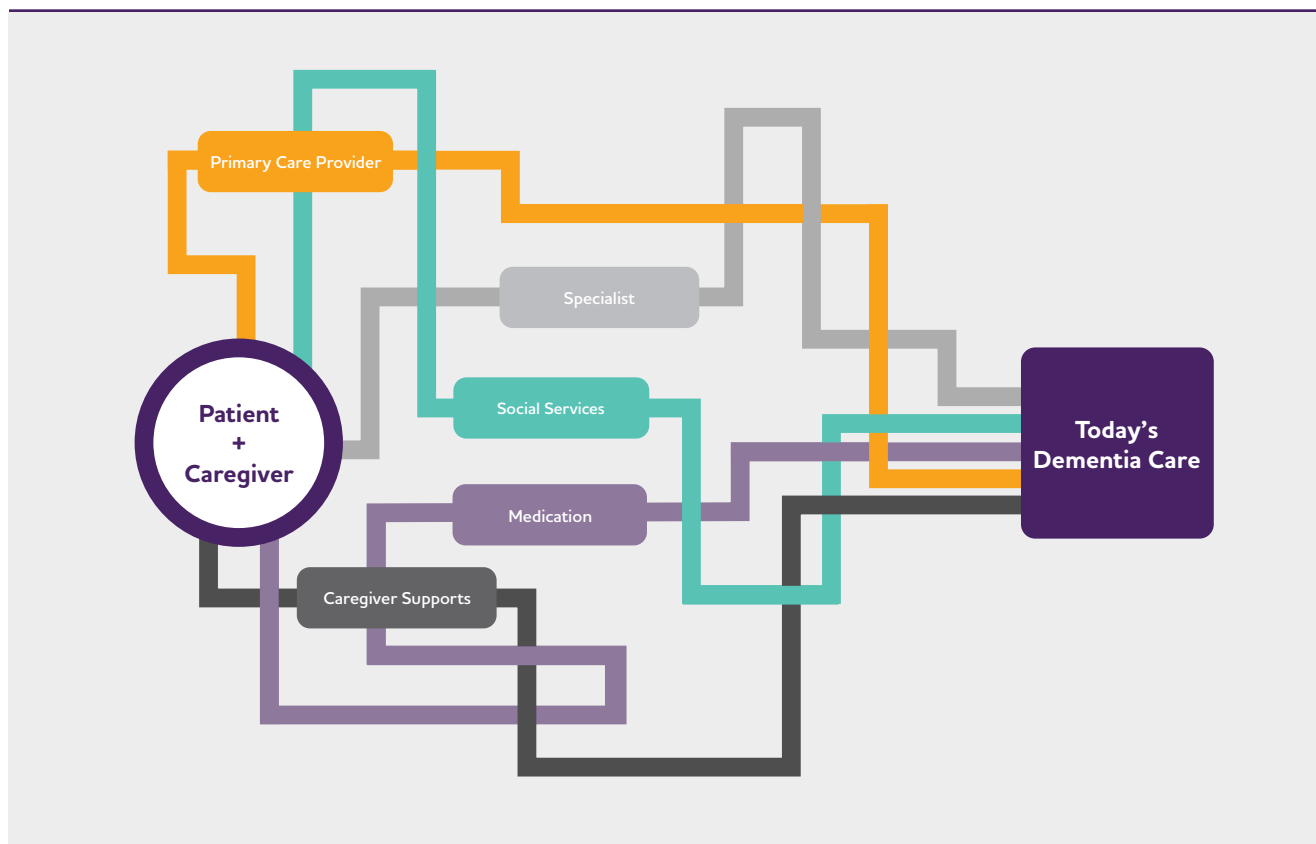 Primary Care Provider
Specialist
Patient
+
Caregiver
Social Services
Today’s
Dementia Care
Medication
Caregiver Supports